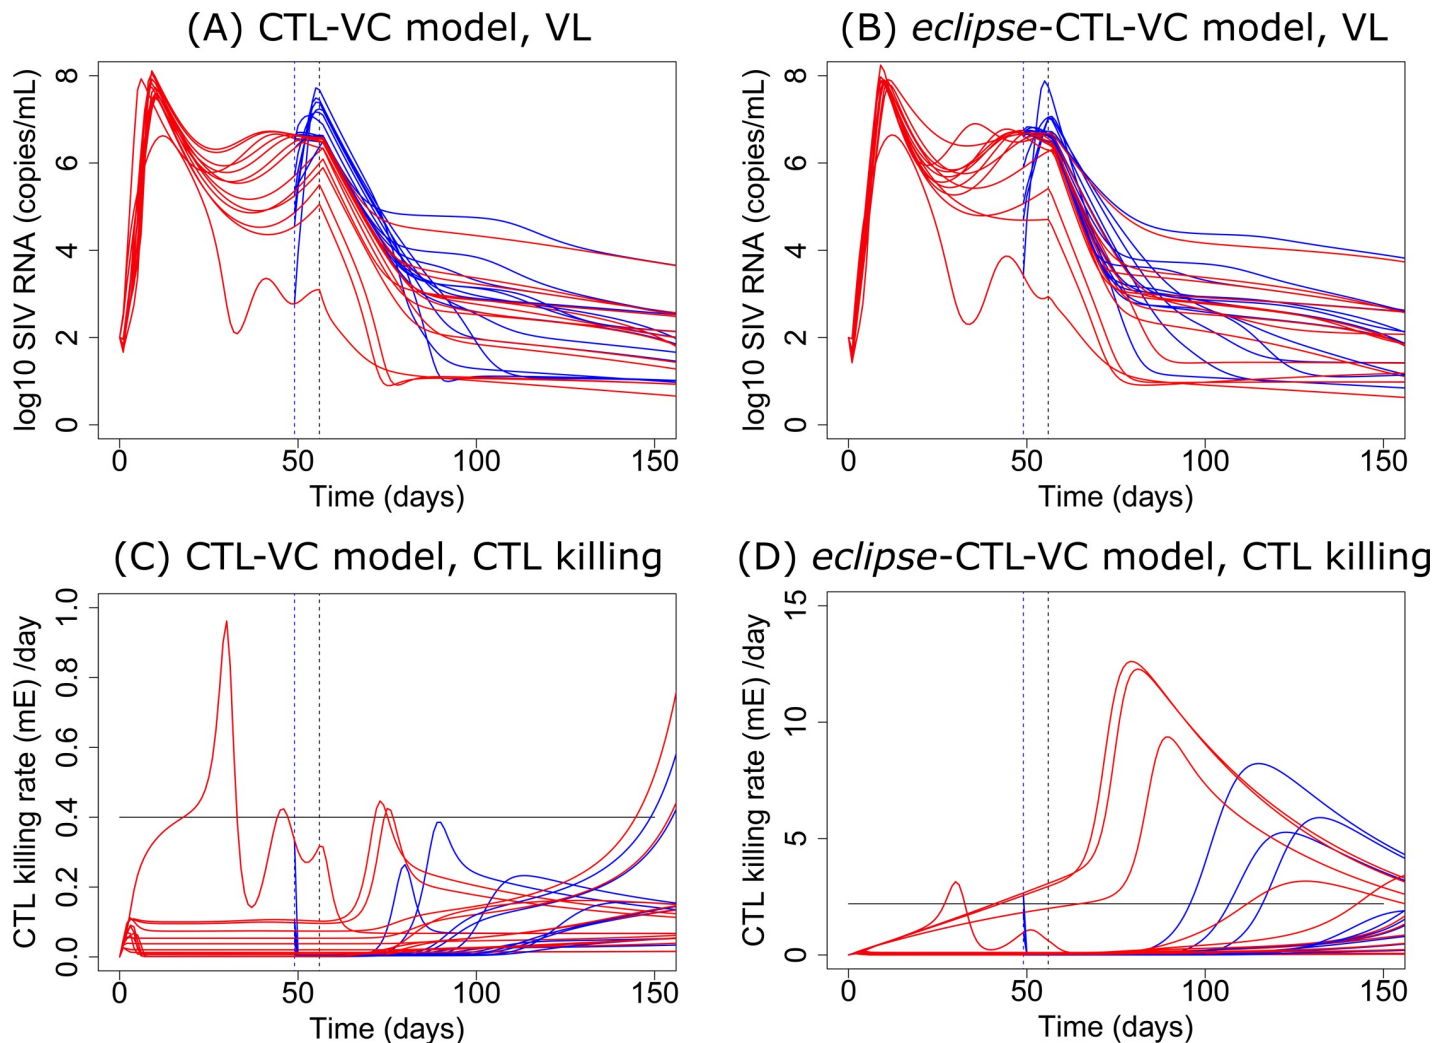 (A) CTL-VC model, VL
log10 SIV RNA (copies/mL)
8
6
4
2
0
0 50 100 150
Time (days)
(B) eclipse-CTL-VC model, VL
log10 SIV RNA (copies/mL)
8
6
4
2
0
0 50 100 150
Time (days)
(C) CTL-VC model, CTL killing
CTL killing rate (mE) /day
1.0
0.8
0.6
0.4
0.2
0.0
0 50 100 150
Time (days)
(D) eclipse-CTL-VC model, CTL killing
CTL killing rate (mE) /day
15
10
5
0
0 50 100 150
Time (days)